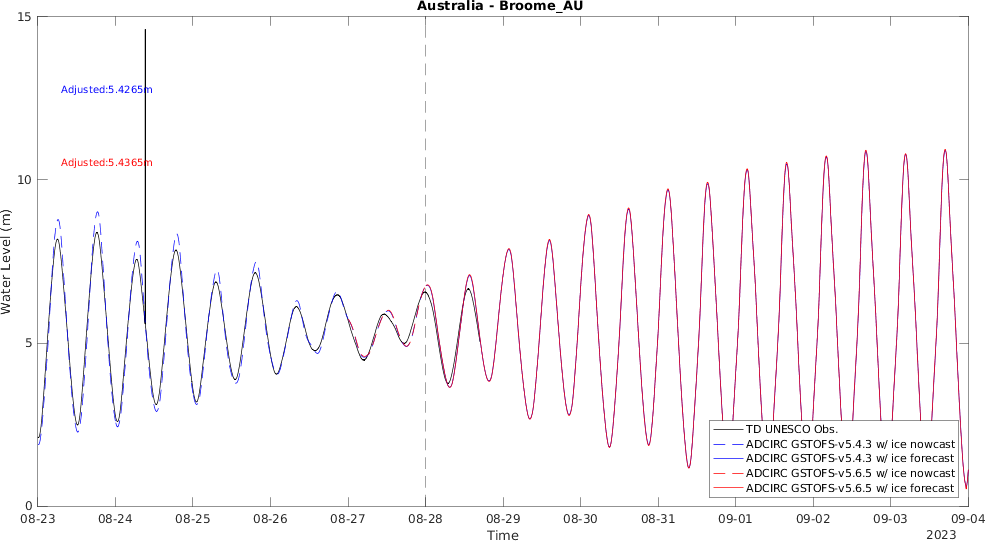 Australia - Broome_AU
15
Adjusted:5.4265m
Adjusted:5.4365m
10
Water Level (m)
5
TD UNESCO Obs.
ADCIRC GSTOFS-v5.4.3 w/ ice nowcast
ADCIRC GSTOFS-v5.4.3 w/ ice forecast
ADCIRC GSTOFS-v5.6.5 w/ ice nowcast
ADCIRC GSTOFS-v5.6.5 w/ ice forecast
0
08-23 08-24 08-25 08-26 08-27 08-28 08-29 08-30 08-31 09-01 09-02 09-03 09-04
Time
2023